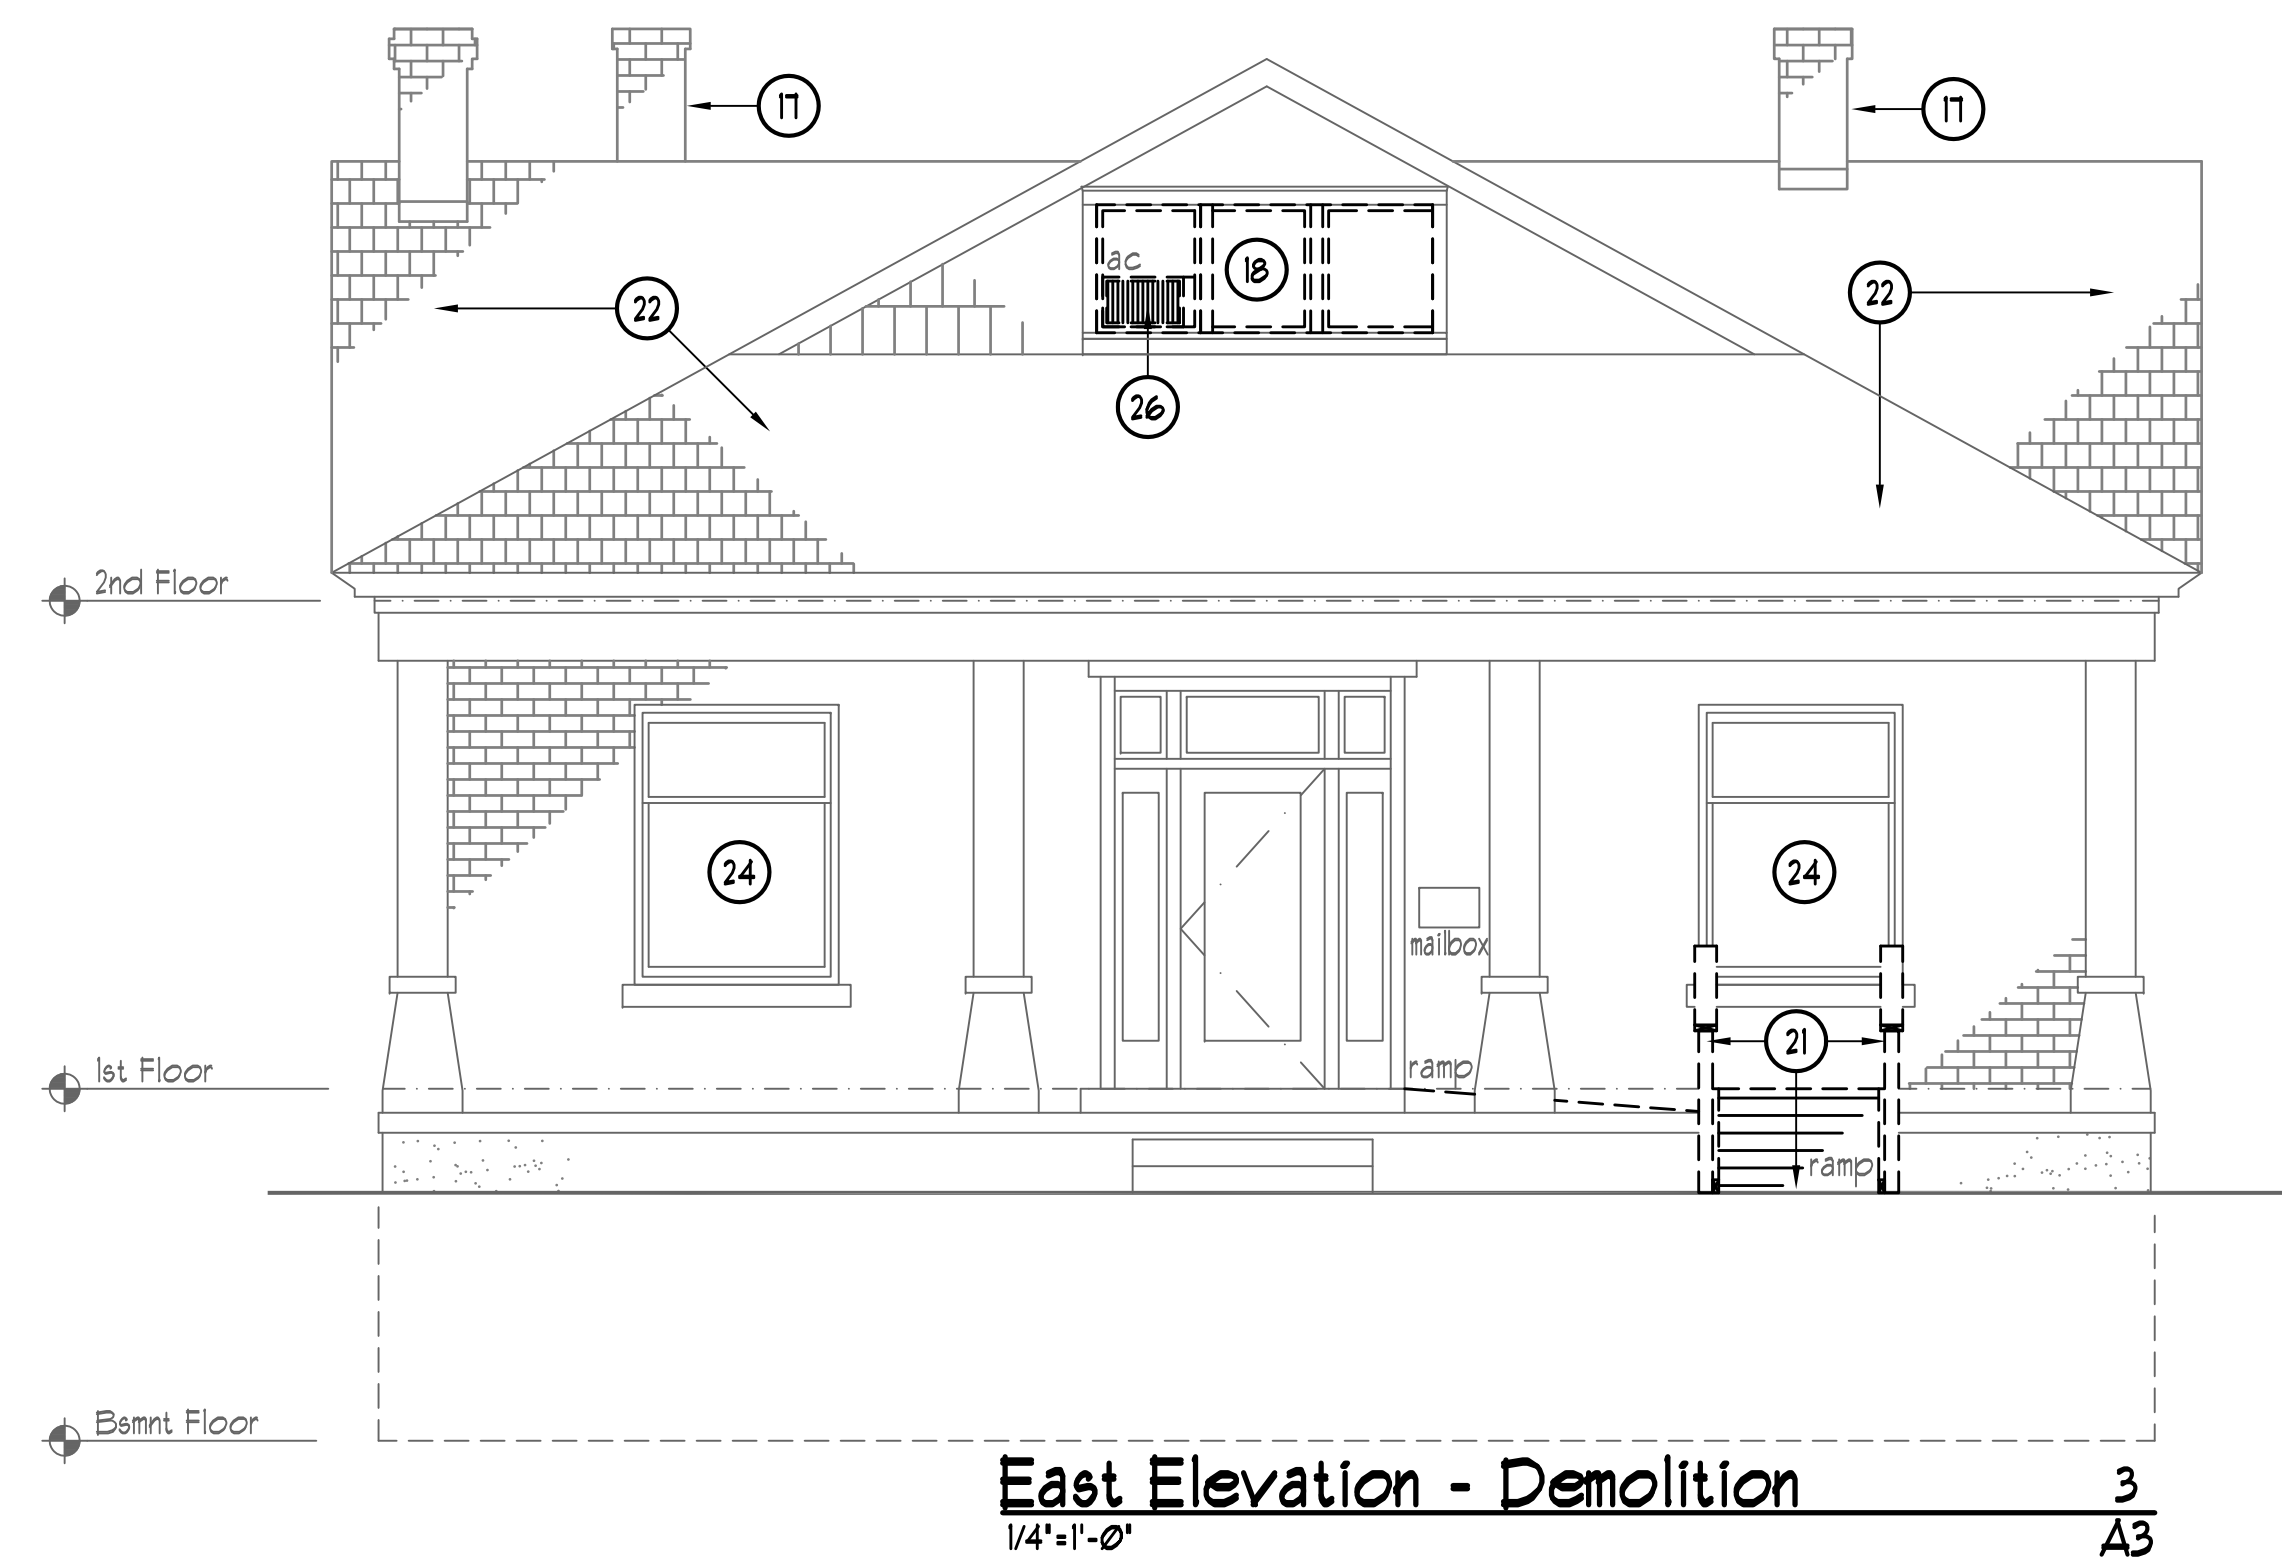 17
17
ac
18
22
22
26
2nd Floor
24
24
mailbox
21
1st Floor
ramp
ramp
Bsmnt Floor
East Elevation - Demolition
3
1/4"=1'-0"
A3